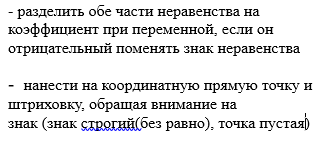 - разделить обе части неравенства на
коэффициент при переменной, если он
отрицательный поменять знак неравенства
- нанести на координатную прямую точку и
штриховку, обращая внимание на
знак (знак строгий(без равно), точка пустая)